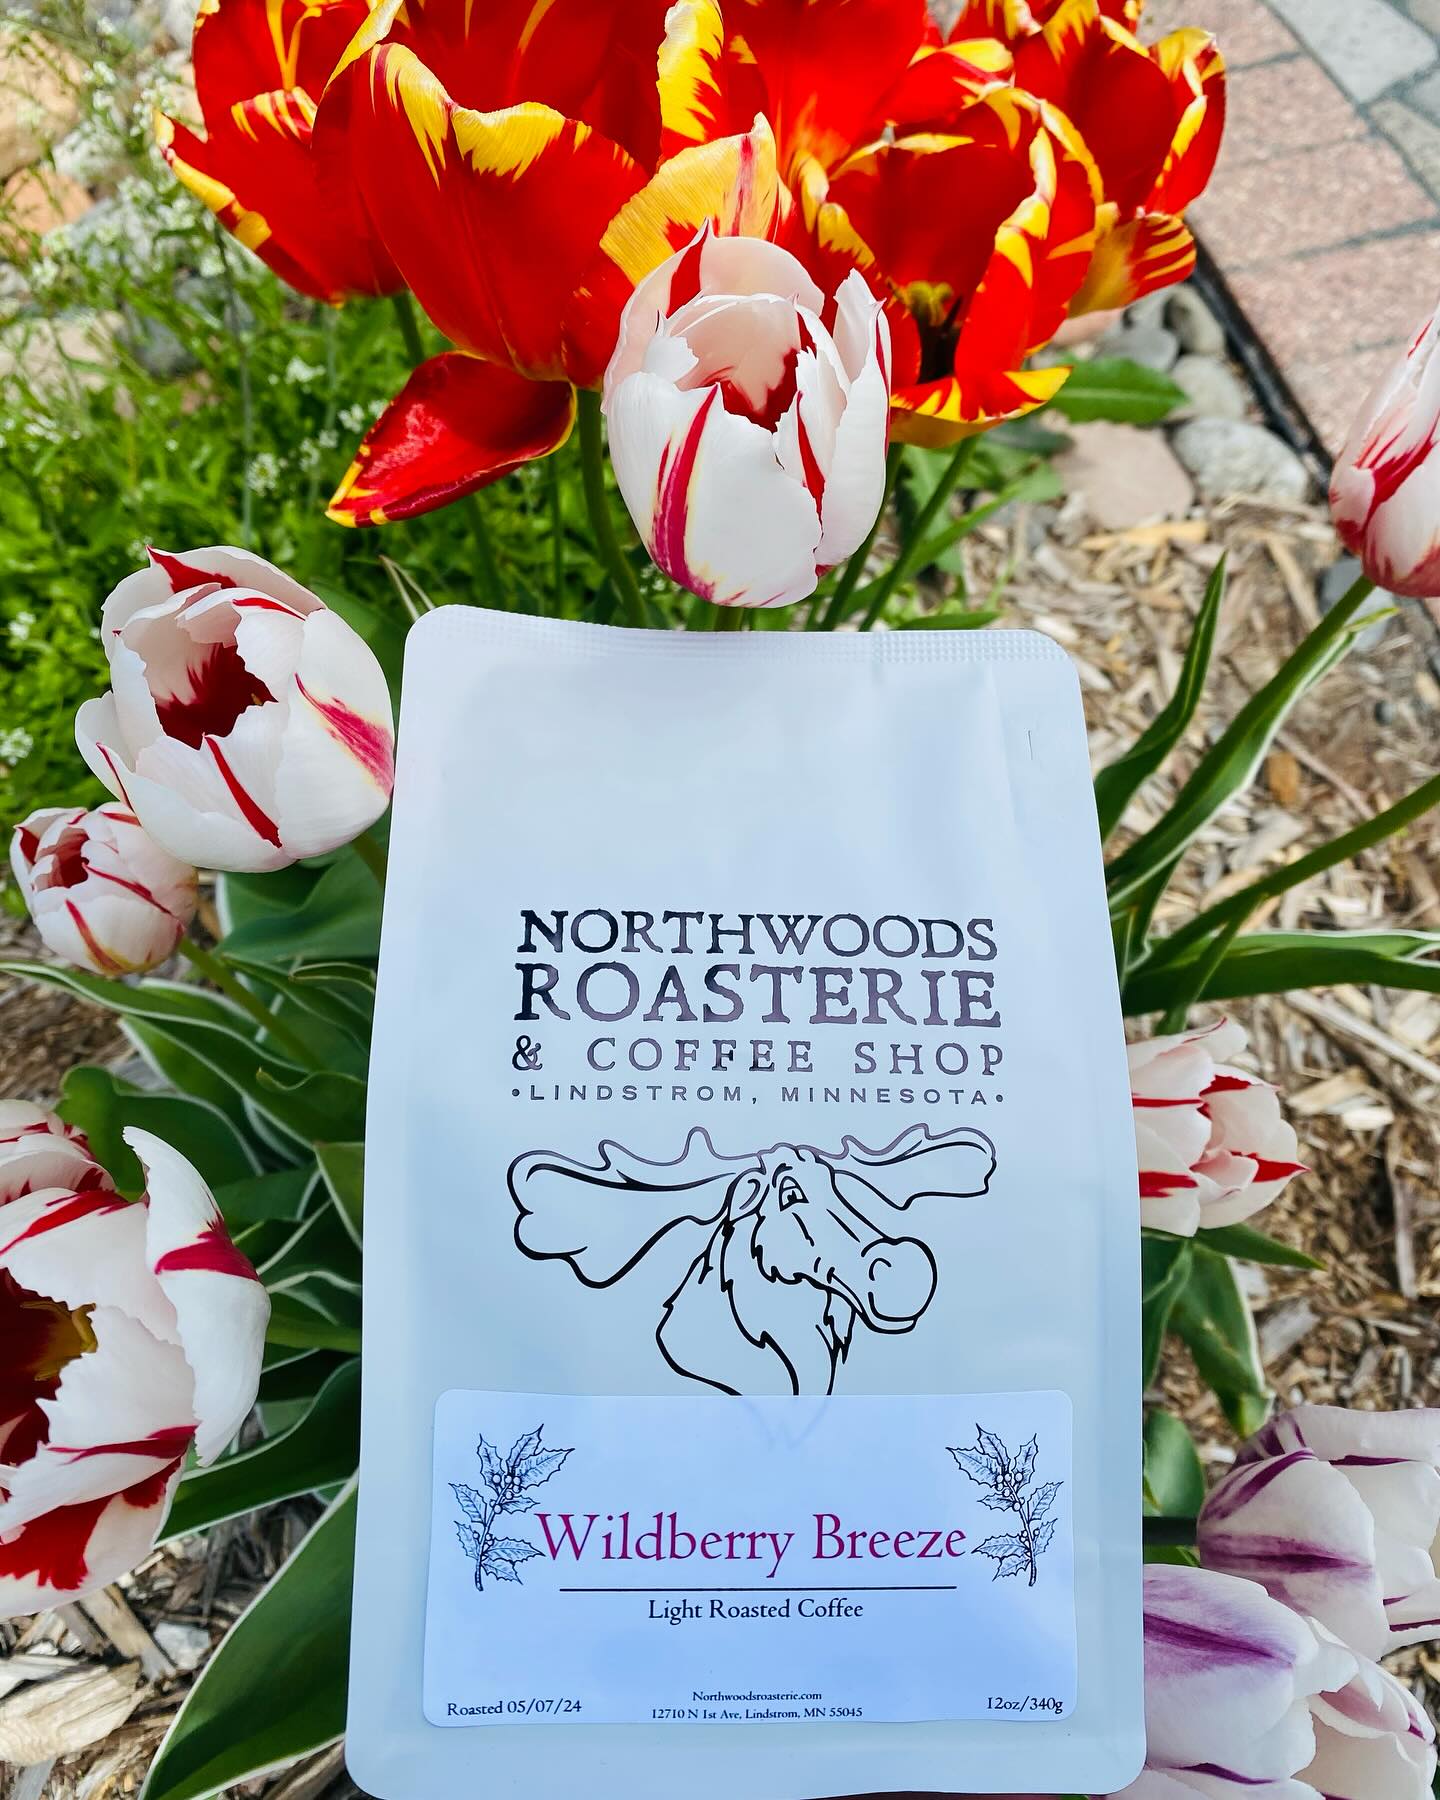 NORTHWOODS
ROASTERIE
& COFFEE SHOP
•LINDSTROM, MINNESOTA•
Wildberry Breeze
Light Roasted Coffee
Roasted 05/07/24
Northwoodsroasterie.com
12710 N 1st Ave, Lindstrom, MN 55045
12oz/340g